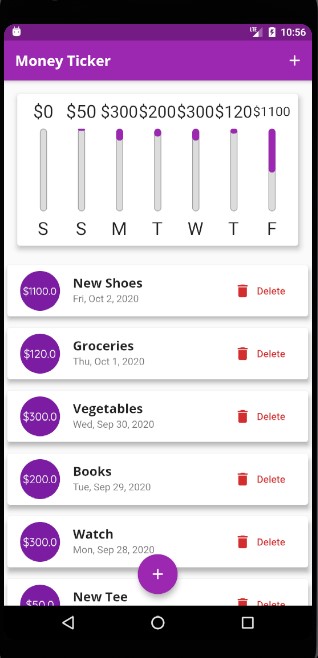 LTE 10:56
Money Ticker +
$0 $50 $300 $200 $300 $120 $1100
S S M T W T F
$1100.0 New Shoes Delete
Fri, Oct 2, 2020
$120.0 Groceries Delete
Thu, Oct 1, 2020
$300.0 Vegetables Delete
Wed, Sep 30, 2020
$200.0 Books Delete
Tue, Sep 29, 2020
$300.0 Watch Delete
Mon, Sep 28, 2020
+
$50.0 New Tee Delete